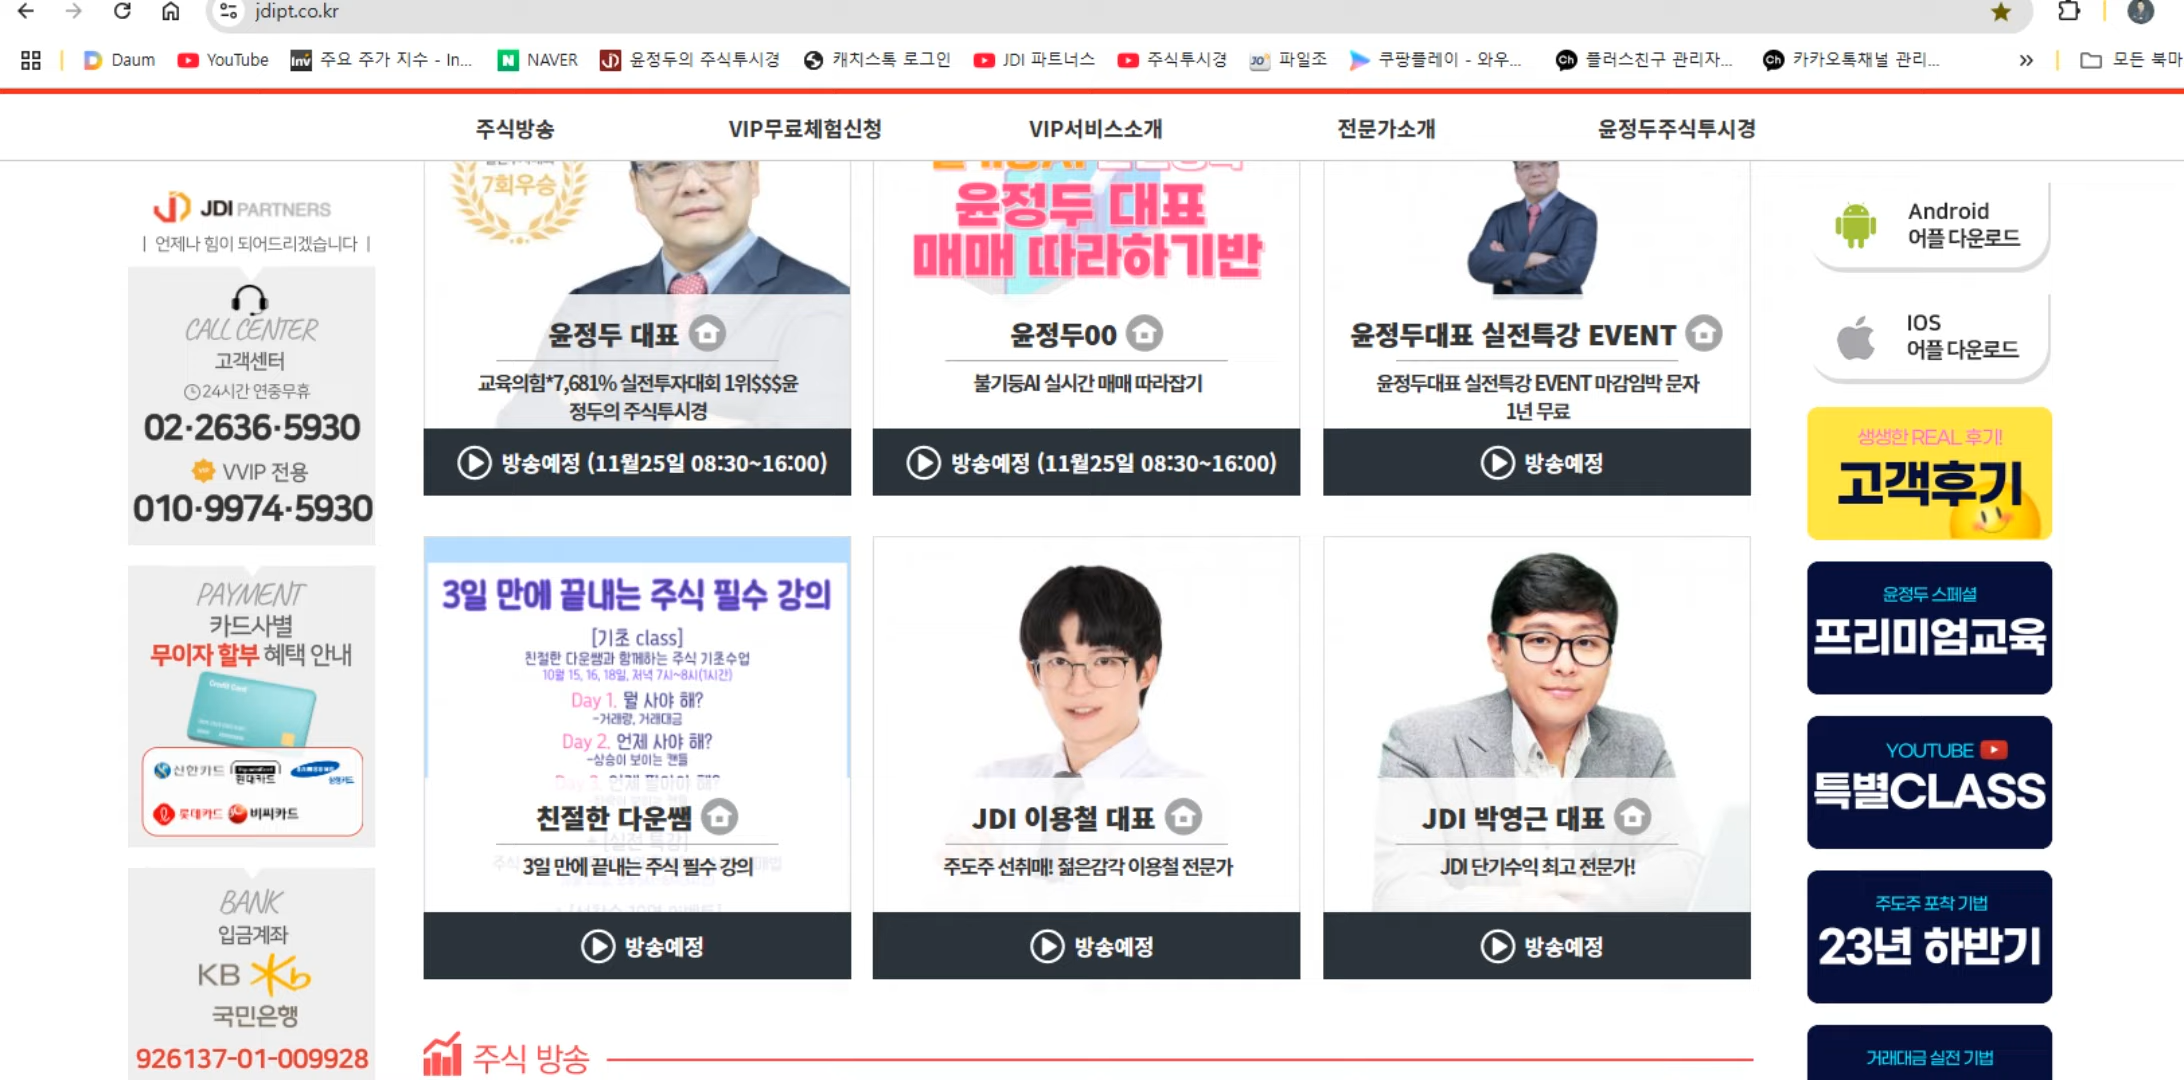 jdipt.co.kr
Daum
YouTube
주요 주가 지수 - In...
NAVER
윤정두의 주식투시경
캐치스톡 로그인
JDI 파트너스
주식투시경
파일조
쿠팡플레이 - 와우...
플러스친구 관리자...
카카오톡채널 관리...
모든 북마
주식방송
VIP무료체험신청
VIP서비스소개
전문가소개
윤정두주식투시경
JDI PARTNERS
| 언제나 힘이 되어드리겠습니다 |
CALL CENTER
고객센터
24시간 연중무휴
02·2636·5930
VVIP 전용
010·9974·5930
PAYMENT
카드사별
무이자 할부 혜택 안내
Credit Card
신한카드
현대카드
롯데카드
비씨카드
BANK
입금계좌
KB
국민은행
926137-01-009928
7회우승
윤정두 대표
교육의힘*7,681% 실전투자대회 1위$$$윤
정두의 주식투시경
방송예정 (11월25일 08:30~16:00)
윤정두 대표
매매 따라하기반
윤정두00
불기둥AI 실시간 매매 따라잡기
방송예정 (11월25일 08:30~16:00)
윤정두대표 실전특강 EVENT
윤정두대표 실전특강 EVENT 마감임박 문자
1년 무료
방송예정
3일 만에 끝내는 주식 필수 강의
[기초 class]
친절한 다운쌤과 함께하는 주식 기초수업
10월 15, 16, 18일, 저녁 7시~8시(1시간)
Day 1. 뭘 사야 해?
-거래량, 거래대금
Day 2. 언제 사야 해?
-상승이 보이는 캔들
Day 3. 언제 팔아야 해?
친절한 다운쌤
3일 만에 끝내는 주식 필수 강의
방송예정
JDI 이용철 대표
주도주 선취매! 젊은감각 이용철 전문가
방송예정
JDI 박영근 대표
JDI 단기수익 최고 전문가!
방송예정
주식 방송
Android
어플 다운로드
IOS
어플 다운로드
생생한 REAL 후기!
고객후기
윤정두 스페셜
프리미엄교육
YOUTUBE
특별CLASS
주도주 포착 기법
23년 하반기
거래대금 실전 기법